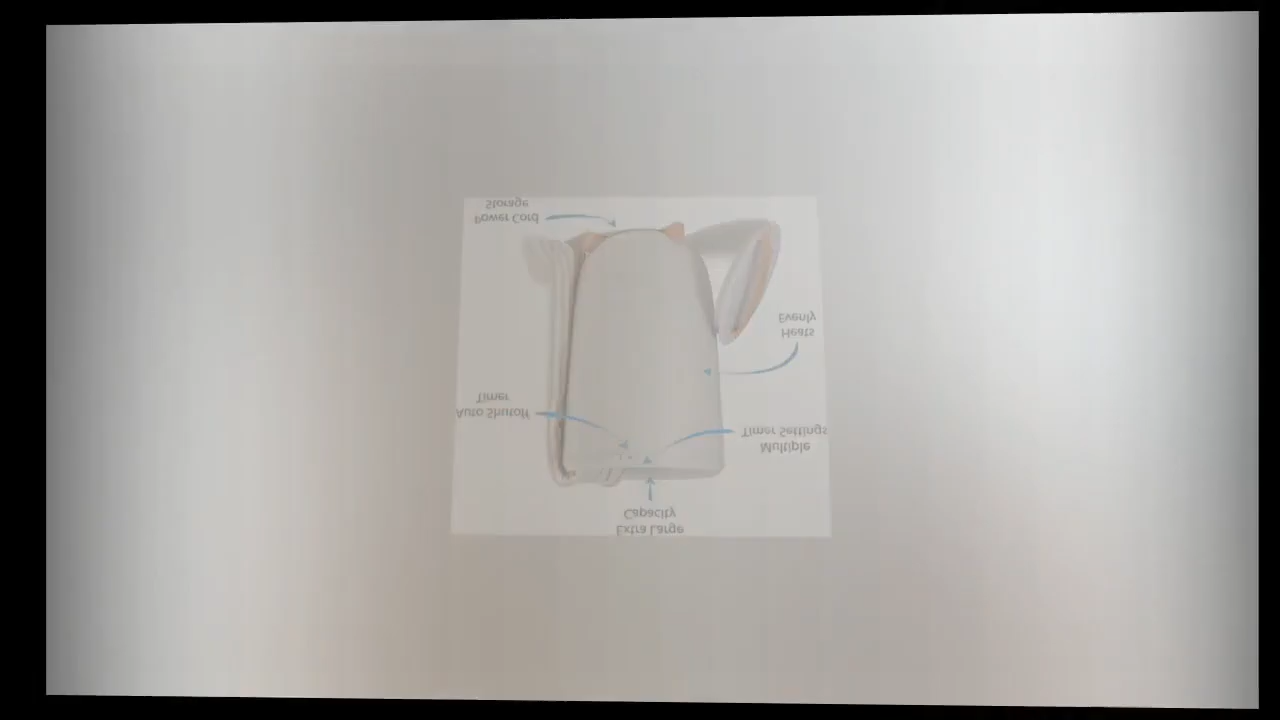 Extra Large
Capacity
Multiple
Timer Settings
Auto Shutoff
Timer
Heats
Evenly
Power Cord
Storage